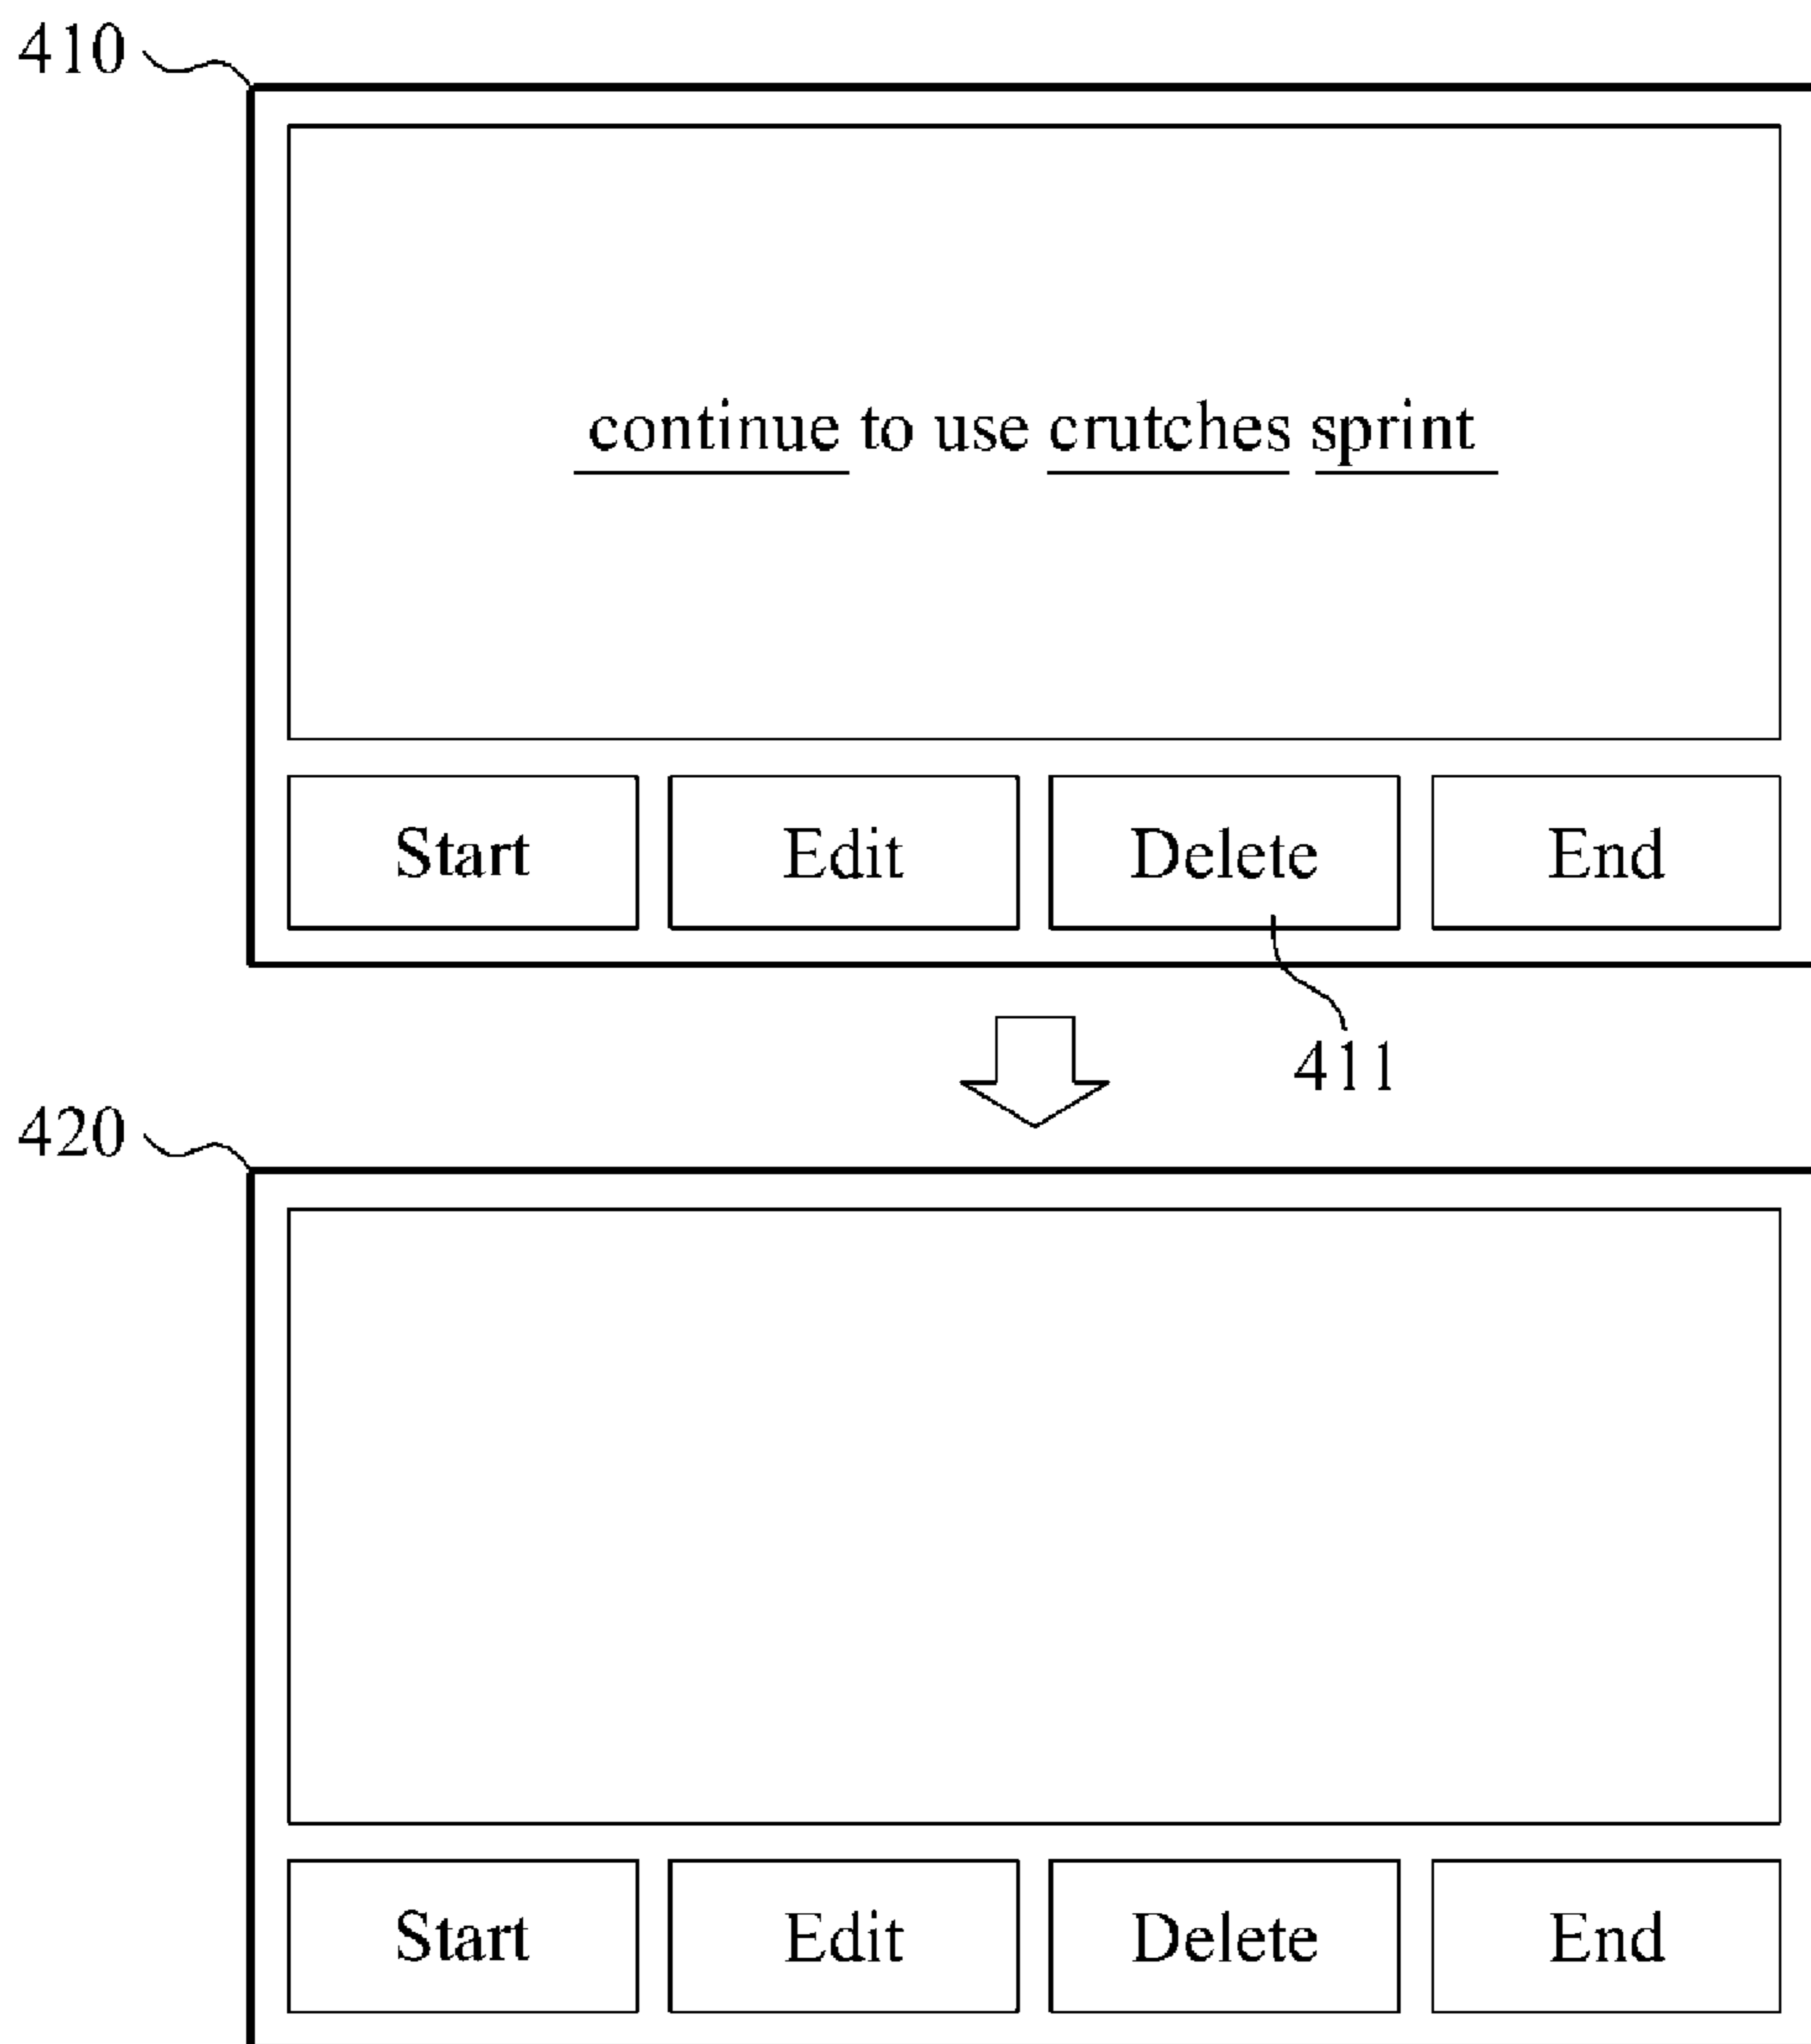 410
continue to use crutches sprint
Start Edit Delete End
411
420
Start Edit Delete End